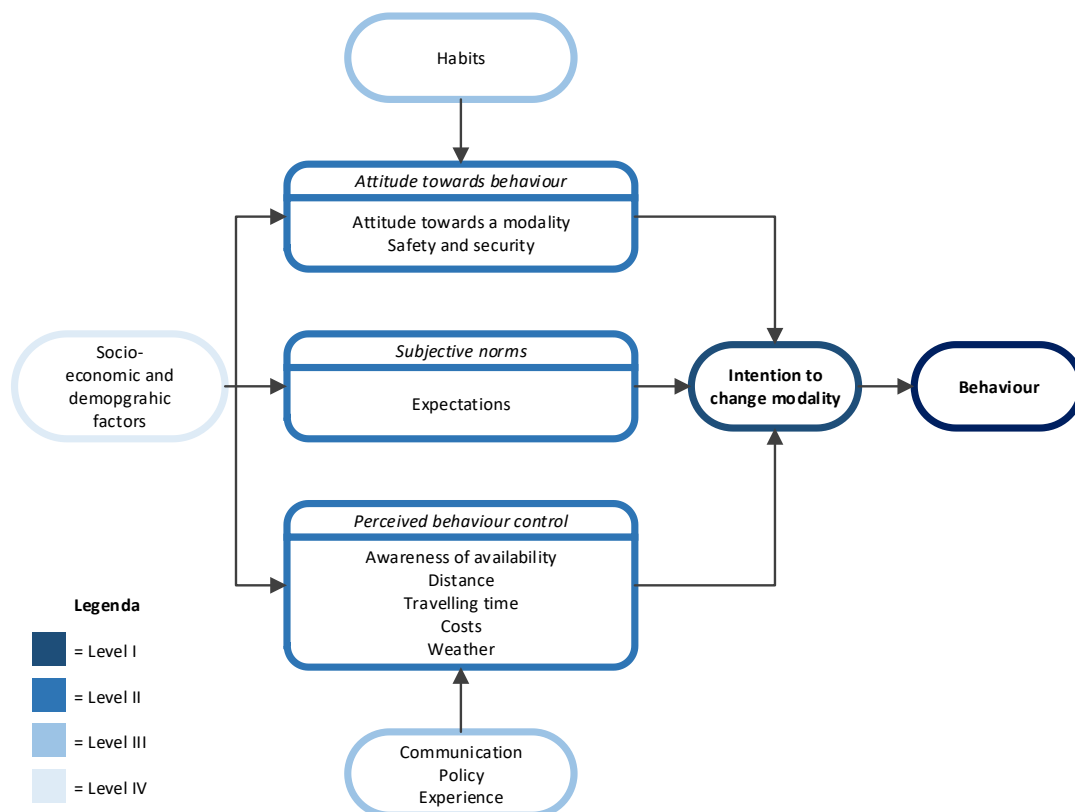 Habits
Attitude towards behaviour
Attitude towards a modality
Safety and security
Socio-
economic and
demopgrahic
factors
Subjective norms
Expectations
Intention to
change modality
Behaviour
Perceived behaviour control
Awareness of availability
Distance
Travelling time
Costs
Weather
Legenda
= Level I
= Level II
= Level III
= Level IV
Communication
Policy
Experience